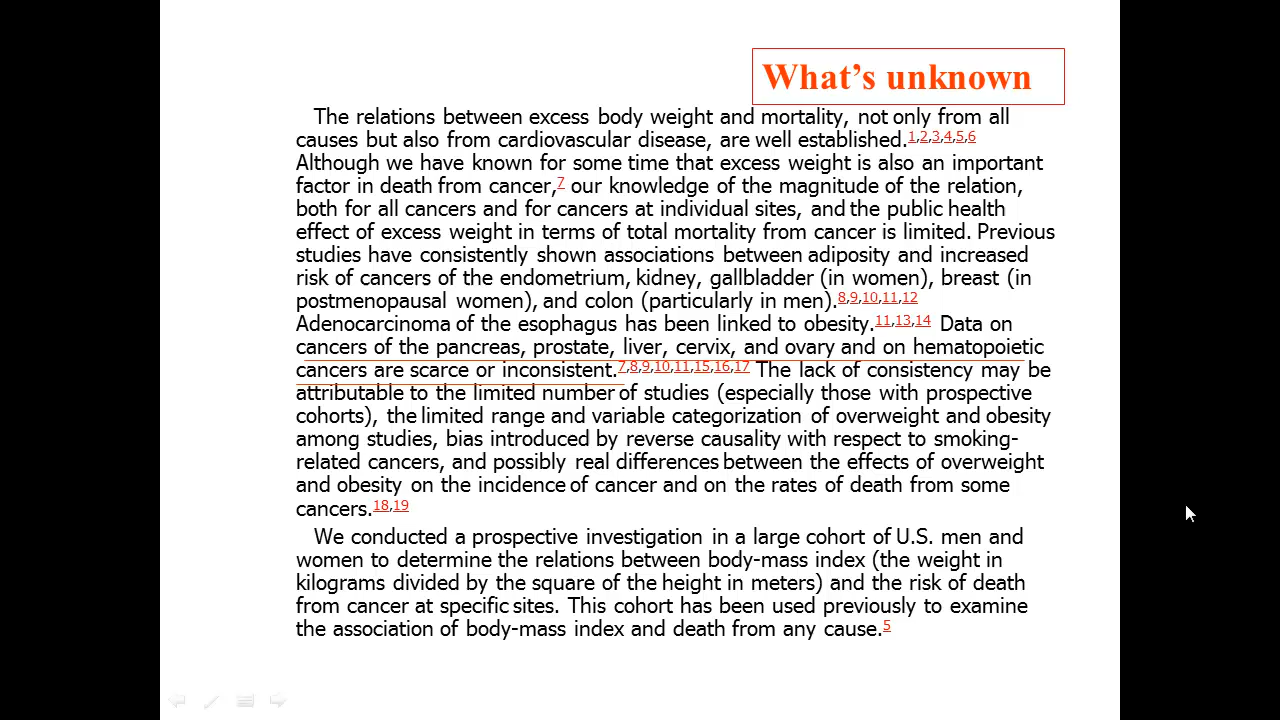 What's unknown
The relations between excess body weight and mortality, not only from all
causes but also from cardiovascular disease, are well established.1,2,3,4,5,6
Although we have known for some time that excess weight is also an important
factor in death from cancer,7 our knowledge of the magnitude of the relation,
both for all cancers and for cancers at individual sites, and the public health
effect of excess weight in terms of total mortality from cancer is limited. Previous
studies have consistently shown associations between adiposity and increased
risk of cancers of the endometrium, kidney, gallbladder (in women), breast (in
postmenopausal women), and colon (particularly in men).8,9,10,11,12
Adenocarcinoma of the esophagus has been linked to obesity.11,13,14 Data on
cancers of the pancreas, prostate, liver, cervix, and ovary and on hematopoietic
cancers are scarce or inconsistent.7,8,9,10,11,15,16,17 The lack of consistency may be
attributable to the limited number of studies (especially those with prospective
cohorts), the limited range and variable categorization of overweight and obesity
among studies, bias introduced by reverse causality with respect to smoking-
related cancers, and possibly real differences between the effects of overweight
and obesity on the incidence of cancer and on the rates of death from some
cancers.18,19
We conducted a prospective investigation in a large cohort of U.S. men and
women to determine the relations between body-mass index (the weight in
kilograms divided by the square of the height in meters) and the risk of death
from cancer at specific sites. This cohort has been used previously to examine
the association of body-mass index and death from any cause.5